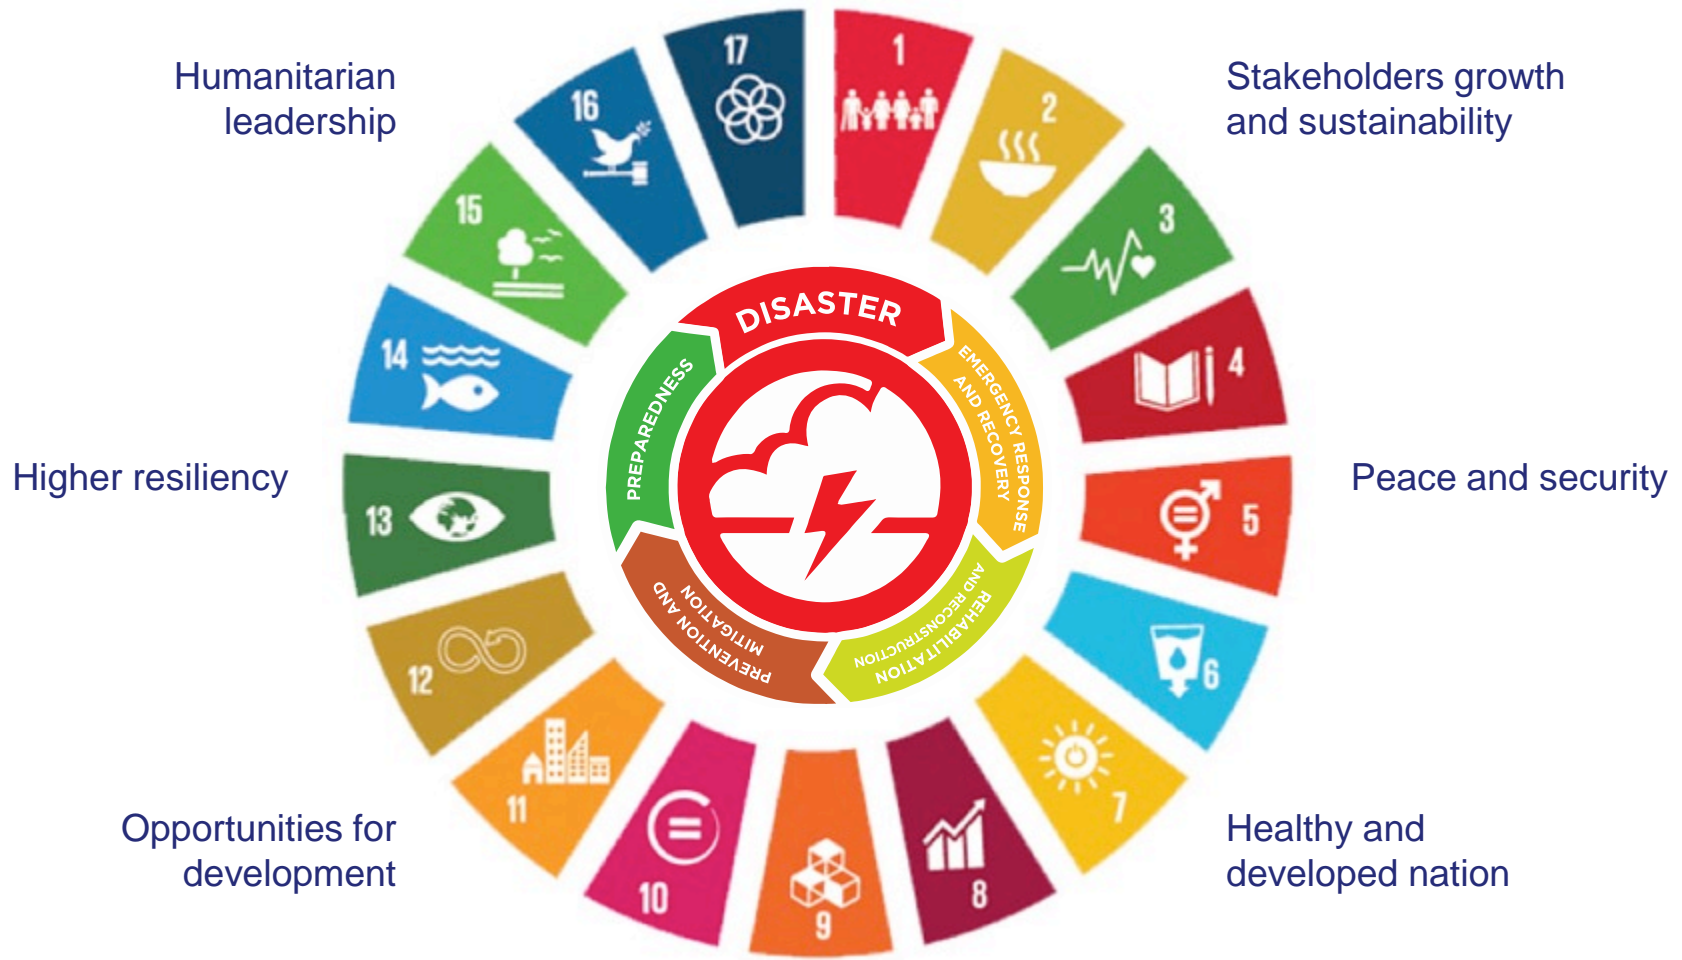 Humanitarian
leadership
Stakeholders growth
and sustainability
Higher resiliency
Peace and security
Opportunities for
development
Healthy and
developed nation
1
2
3
4
5
6
7
8
9
10
11
12
13
14
15
16
17
DISASTER
EMERGENCY RESPONSE
AND RECOVERY
REHABILITATION
AND RECONSTRUCTION
PREVENTION AND
MITIGATION
PREPAREDNESS